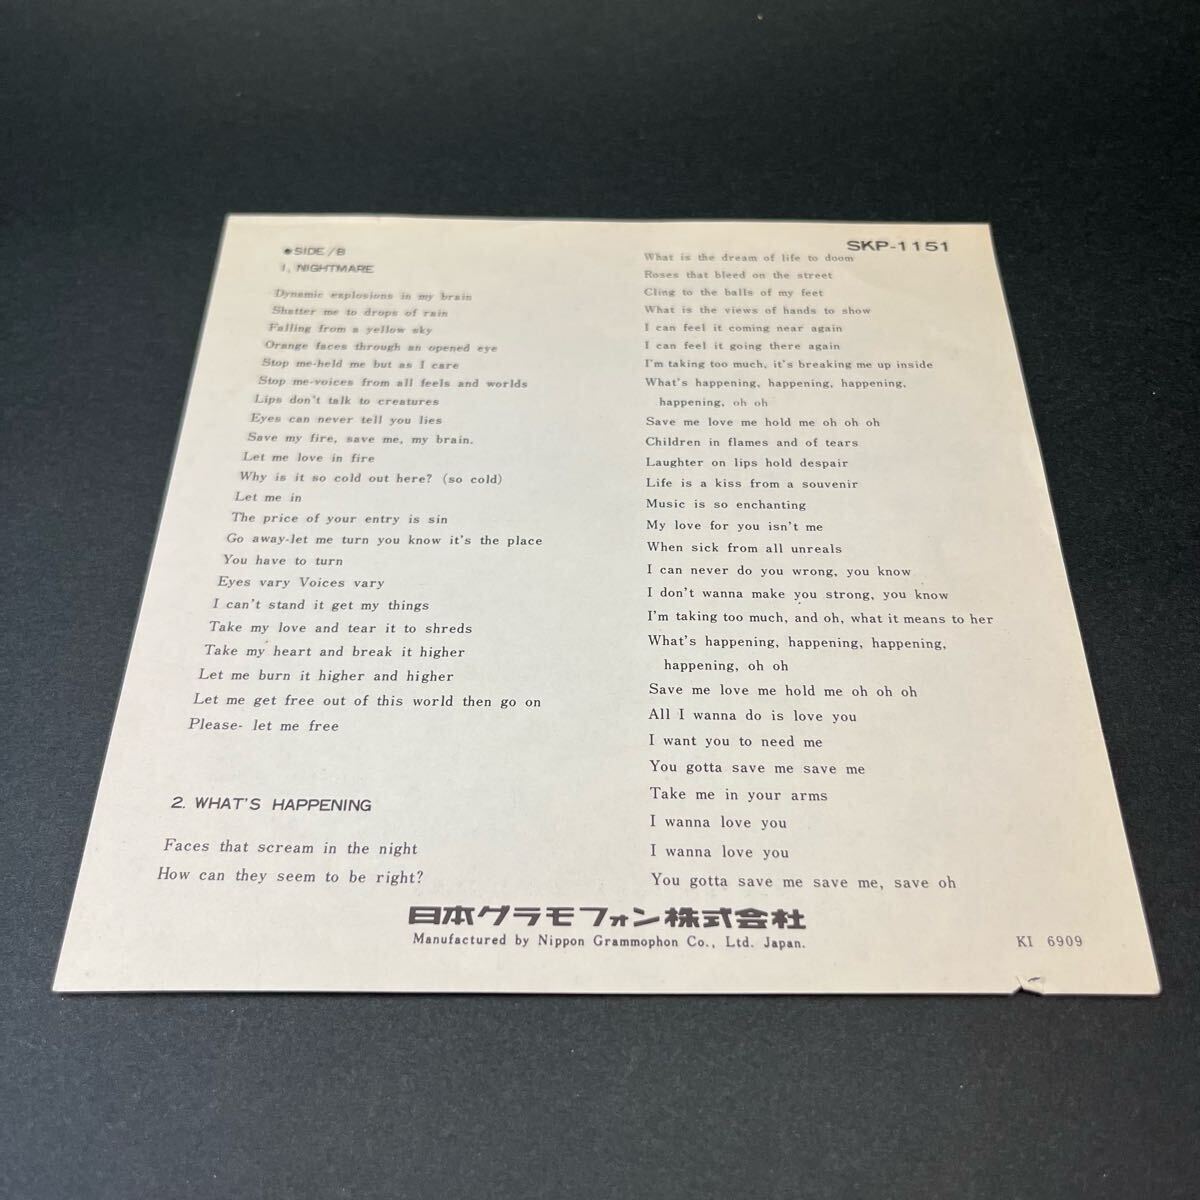 ●SIDE/B
1. NIGHTMARE
Dynamic explosions in my brain
Shatter me to drops of rain
Falling from a yellow sky
Orange faces through an opened eye
Stop me-held me but as I care
Stop me-voices from all feels and worlds
Lips don't talk to creatures
Eyes can never tell you lies
Save my fire, save me, my brain.
Let me love in fire
Why is it so cold out here? (so cold)
Let me in
The price of your entry is sin
Go away-let me turn you know it's the place
You have to turn
Eyes vary Voices vary
I can't stand it get my things
Take my love and tear it to shreds
Take my heart and break it higher
Let me burn it higher and higher
Let me get free out of this world then go on
Please- let me free
2. WHAT'S HAPPENING
Faces that scream in the night
How can they seem to be right?
SKP-1151
What is the dream of life to doom
Roses that bleed on the street
Cling to the balls of my feet
What is the views of hands to show
I can feel it coming near again
I can feel it going there again
I'm taking too much, it's breaking me up inside
What's happening, happening, happening,
happening, oh oh
Save me love me hold me oh oh oh
Children in flames and of tears
Laughter on lips hold despair
Life is a kiss from a souvenir
Music is so enchanting
My love for you isn't me
When sick from all unreals
I can never do you wrong, you know
I don't wanna make you strong, you know
I'm taking too much, and oh, what it means to her
What's happening, happening, happening,
happening, oh oh
Save me love me hold me oh oh oh
All I wanna do is love you
I want you to need me
You gotta save me save me
Take me in your arms
I wanna love you
I wanna love you
You gotta save me save me, save oh
日本グラモフォン株式会社
Manufactured by Nippon Grammophon Co., Ltd. Japan.
KI 6909